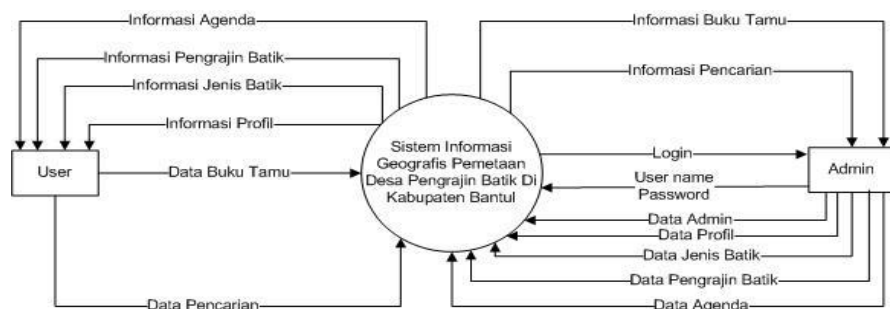 Informasi Agenda
Informasi Buku Tamu
Informasi Pengrajin Batik
Informasi Pencarian
Informasi Jenis Batik
Informasi Profil
Sistem Informasi
Geografis Pemetaan
Desa Pengrajin Batik Di
Kabupaten Bantul
User
Data Buku Tamu
Login
Admin
User name
Password
Data Admin
Data Profil
Data Jenis Batik
Data Pengrajin Batik
Data Pencarian
Data Agenda